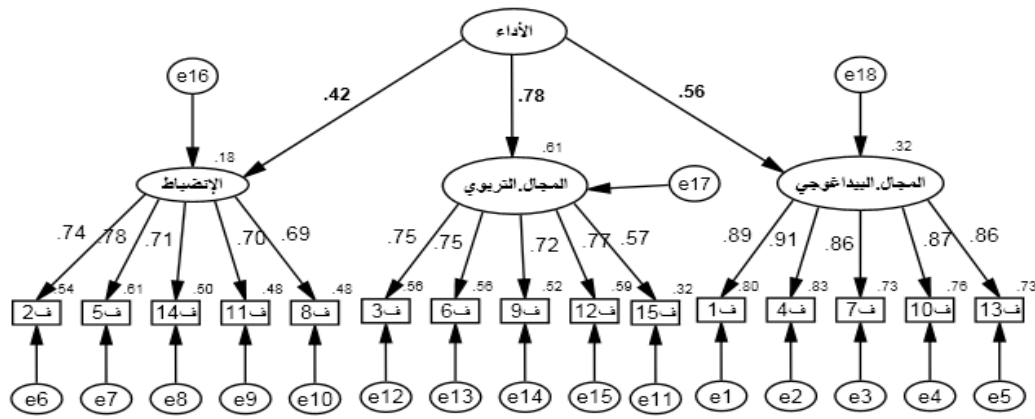 الأداء
e16
e18
.42
.78
.56
.18
.61
.32
الإنضباط
المجال.التربوي
e17
المجال.البيداغوجي
.74
.78
.71
.70
.69
.75
.75
.72
.77
.57
.89
.91
.86
.87
.86
.54
.61
.50
.48
.48
.56
.56
.52
.59
.32
.80
.83
.73
.76
.73
ف2
ف5
ف14
ف11
ف8
ف3
ف6
ف9
ف12
ف15
ف1
ف4
ف7
ف10
ف13
e6
e7
e8
e9
e10
e12
e13
e14
e15
e11
e1
e2
e3
e4
e5